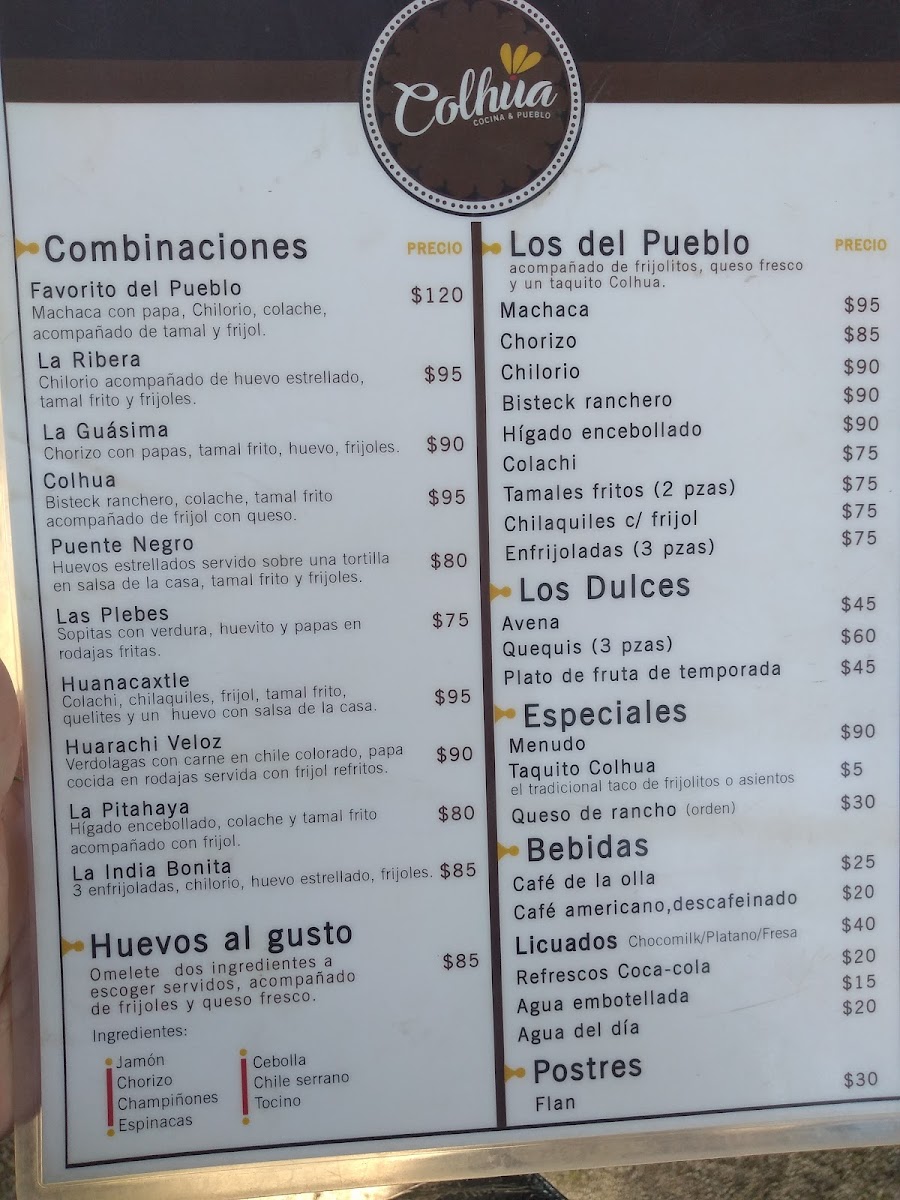 Colhua
COCINA & PUEBLO
Combinaciones PRECIO
Favorito del Pueblo $120
Machaca con papa, Chilorio, colache,
acompañado de tamal y frijol.
La Ribera
Chilorio acompañado de huevo estrellado, $95
tamal frito y frijoles.
La Guásima
Chorizo con papas, tamal frito, huevo, frijoles. $90
Colhua
Bisteck ranchero, colache, tamal frito $95
acompañado de frijol con queso.
Puente Negro
Huevos estrellados servido sobre una tortilla $80
en salsa de la casa, tamal frito y frijoles.
Las Plebes
Sopitas con verdura, huevito y papas en $75
rodajas fritas.
Huanacaxtle
Colachi, chilaquiles, frijol, tamal frito, $95
quelites y un huevo con salsa de la casa.
Huarachi Veloz
Verdolagas con carne en chile colorado, papa $90
cocida en rodajas servida con frijol refritos.
La Pitahaya
Hígado encebollado, colache y tamal frito $80
acompañado con frijol.
La India Bonita
3 enfrijoladas, chilorio, huevo estrellado, frijoles. $85
Huevos al gusto
Omelete dos ingredientes a $85
escoger servidos, acompañado
de frijoles y queso fresco.
Ingredientes:
Jamón
Chorizo
Champiñones
Espinacas
Cebolla
Chile serrano
Tocino
Los del Pueblo PRECIO
acompañado de frijolitos, queso fresco
y un taquito Colhua.
Machaca $95
Chorizo $85
Chilorio $90
Bisteck ranchero $90
Hígado encebollado $90
Colachi $75
Tamales fritos (2 pzas) $75
Chilaquiles c/ frijol $75
Enfrijoladas (3 pzas) $75
Los Dulces
Avena $45
Quequis (3 pzas) $60
Plato de fruta de temporada $45
Especiales
Menudo $90
Taquito Colhua $5
el tradicional taco de frijolitos o asientos
Queso de rancho (orden) $30
Bebidas
Café de la olla $25
Café americano,descafeinado $20
Licuados Chocomilk/Platano/Fresa $40
Refrescos Coca-cola $20
Agua embotellada $15
Agua del día $20
Postres
Flan $30